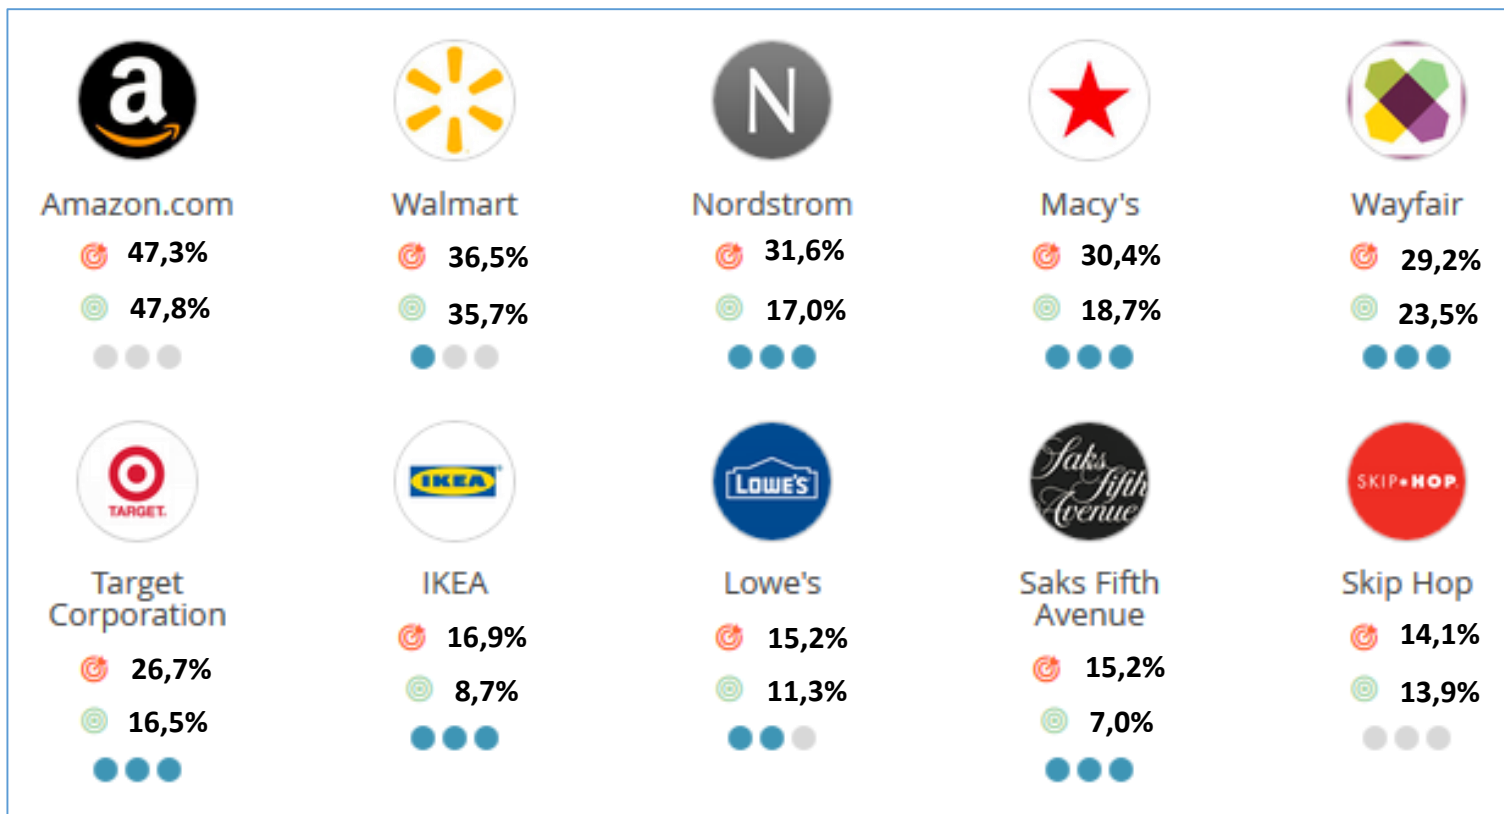 a
N
Amazon.com
Walmart
Nordstrom
Macy's
Wayfair
47,3%
36,5%
31,6%
30,4%
29,2%
47,8%
35,7%
17,0%
18,7%
23,5%
TARGET.
IKEA
LOWE'S
Saks
Fifth
Avenue
SKIP★HOP.
Target
Corporation
IKEA
Lowe's
Saks Fifth
Avenue
Skip Hop
26,7%
16,9%
15,2%
15,2%
14,1%
16,5%
8,7%
11,3%
7,0%
13,9%